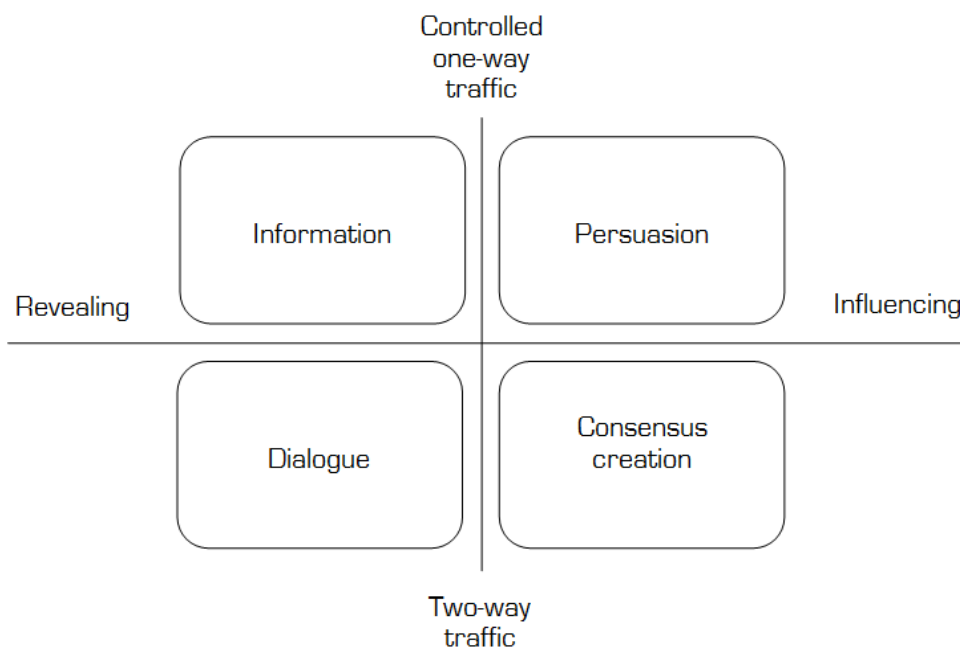 Controlled
one-way
traffic
Information
Persuasion
Revealing
Influencing
Dialogue
Consensus
creation
Two-way
traffic